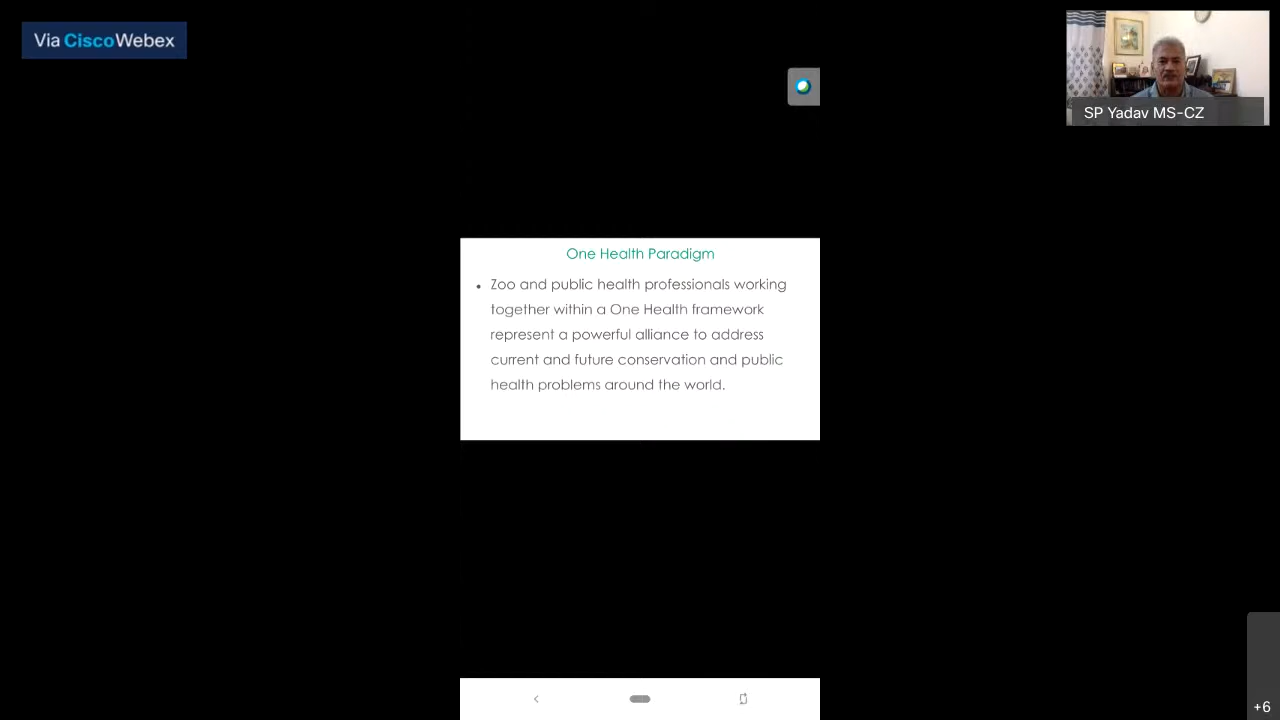 Via CiscoWebex
SP Yadav MS-CZ
One Health Paradigm
• Zoo and public health professionals working
together within a One Health framework
represent a powerful alliance to address
current and future conservation and public
health problems around the world.
+6